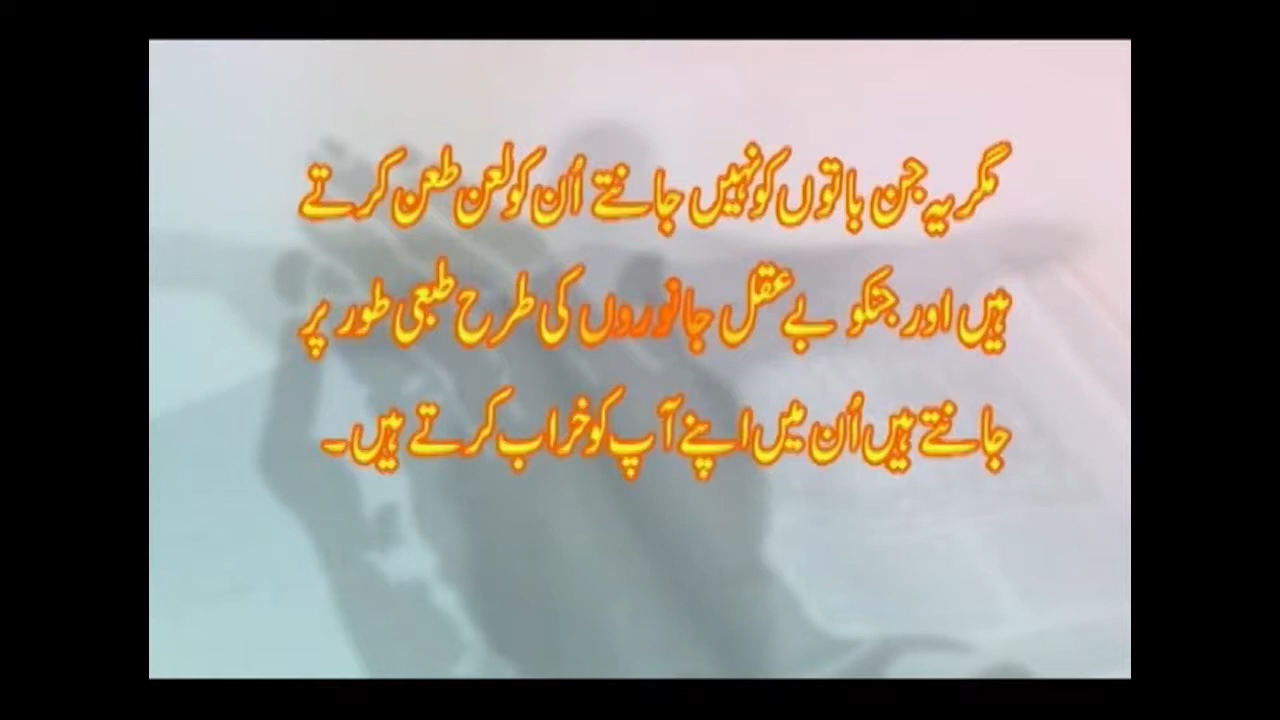 مگر یہ جن باتوں کو نہیں جانتے اُن کو لعن طعن کرتے
ہیں اور جنکو بے عقل جانوروں کی طرح طبعی طور پر
جانتے ہیں اُن میں اپنے آپ کو خراب کرتے ہیں۔